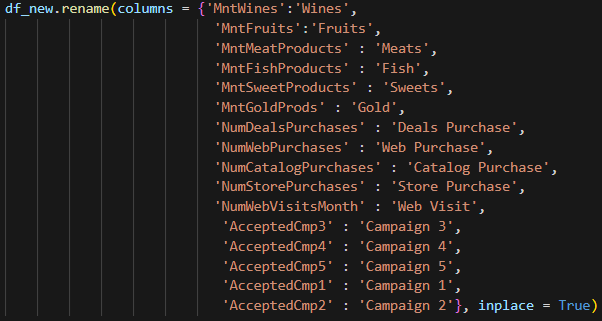 df_new.rename(columns = {'MntWines':'Wines',
'MntFruits':'Fruits',
'MntMeatProducts' : 'Meats',
'MntFishProducts' : 'Fish',
'MntSweetProducts' : 'Sweets',
'MntGoldProds' : 'Gold',
'NumDealsPurchases' : 'Deals Purchase',
'NumWebPurchases' : 'Web Purchase',
'NumCatalogPurchases' : 'Catalog Purchase',
'NumStorePurchases' : 'Store Purchase',
'NumWebVisitsMonth' : 'Web Visit',
'AcceptedCmp3' : 'Campaign 3',
'AcceptedCmp4' : 'Campaign 4',
'AcceptedCmp5' : 'Campaign 5',
'AcceptedCmp1' : 'Campaign 1',
'AcceptedCmp2' : 'Campaign 2'}, inplace = True)